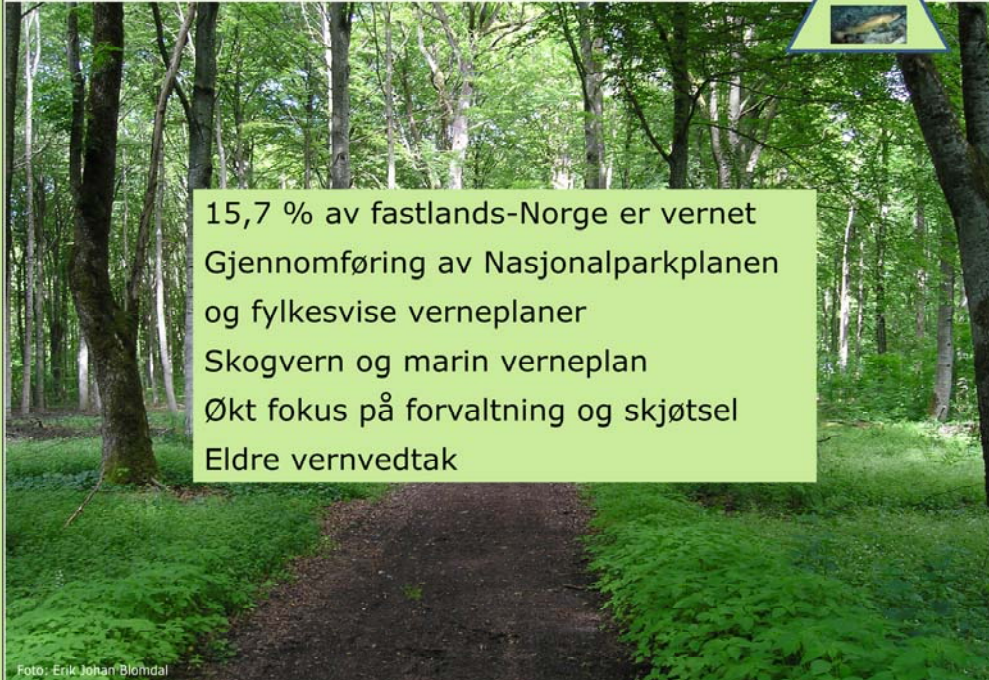 15,7 % av fastlands-Norge er vernet
Gjennomføring av Nasjonalparkplanen
og fylkesvise verneplaner
Skogvern og marin verneplan
Økt fokus på forvaltning og skjøtsel
Eldre vernvedtak
Foto: Erik Johan Blomdal